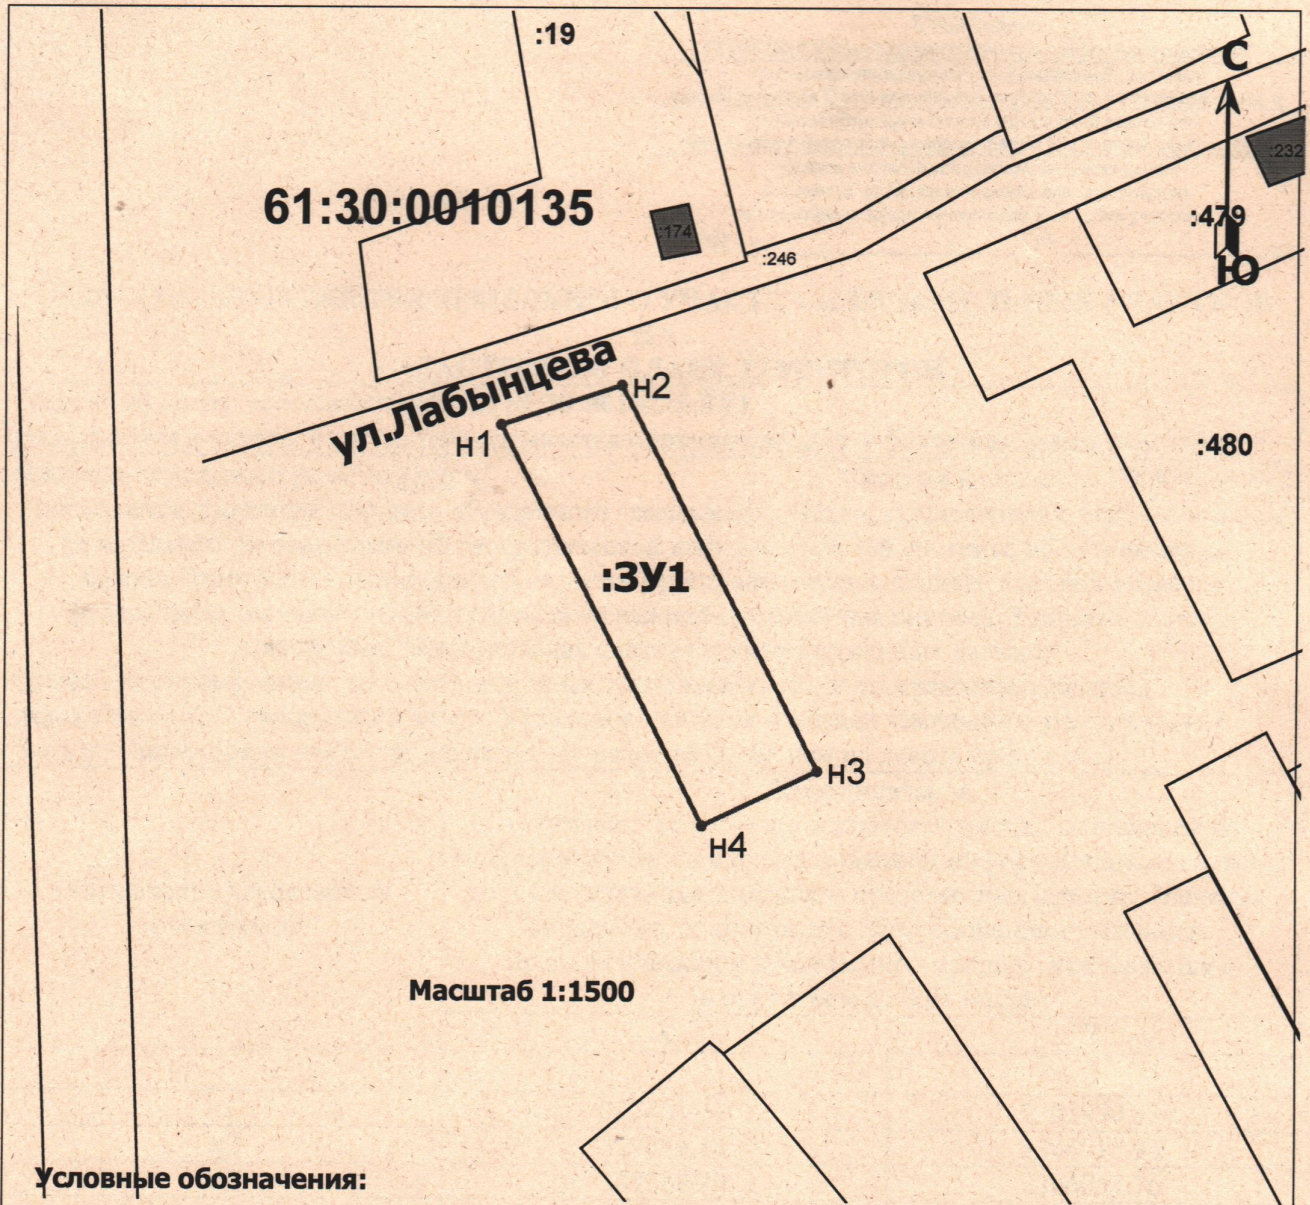 :19
С
:232
61:30:0010135
:174
:479
:246
Ю
ул.Лабынцева
н2
н1
:480
:ЗУ1
н3
н4
Масштаб 1:1500
Условные обозначения: